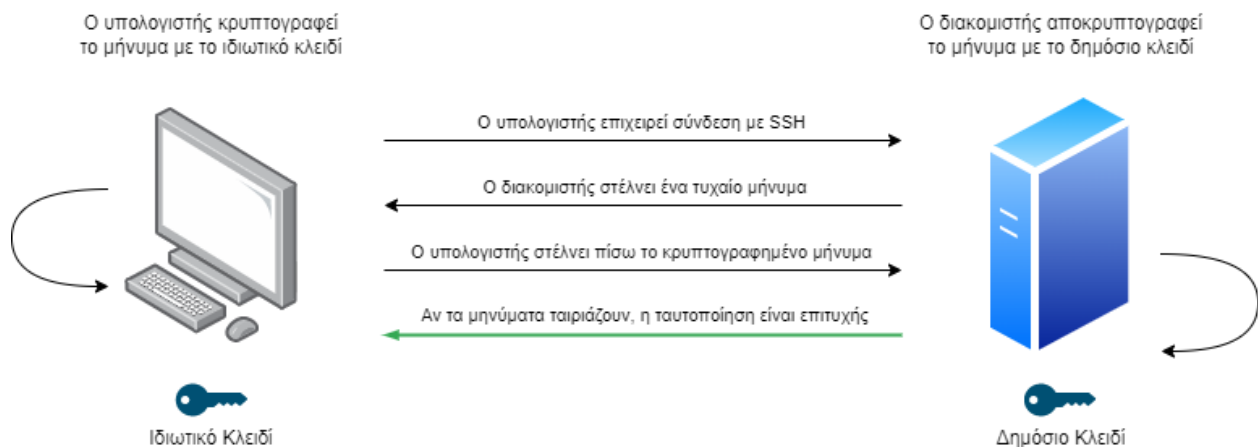 Ο υπολογιστής κρυπτογραφεί
το μήνυμα με το ιδιωτικό κλειδί
Ο διακομιστής αποκρυπτογραφεί
το μήνυμα με το δημόσιο κλειδί
Ο υπολογιστής επιχειρεί σύνδεση με SSH
Ο διακομιστής στέλνει ένα τυχαίο μήνυμα
Ο υπολογιστής στέλνει πίσω το κρυπτογραφημένο μήνυμα
Αν τα μηνύματα ταιριάζουν, η ταυτοποίηση είναι επιτυχής
Ιδιωτικό Κλειδί
Δημόσιο Κλειδί